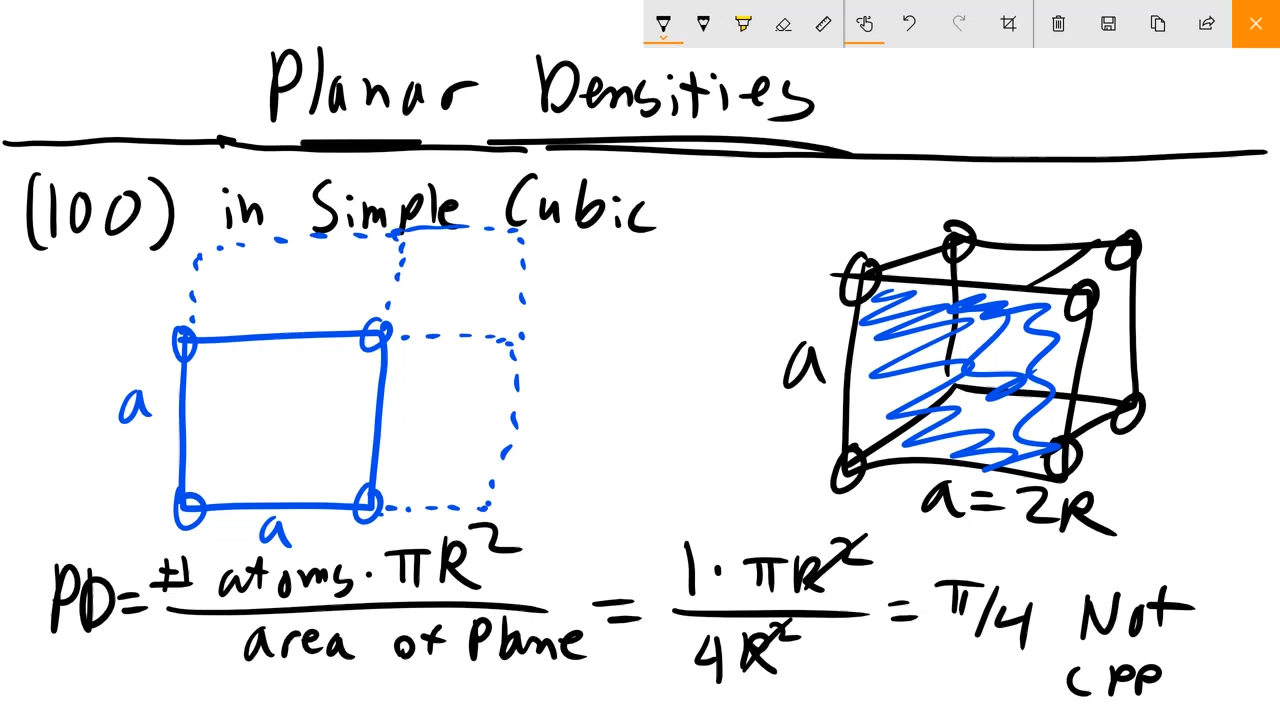 Planar Densities
(100) in Simple Cubic
a
a
a
a = 2R
PD = # atoms · πR² / area of Plane = 1 · πR² / 4R² = π/4 Not
cpp